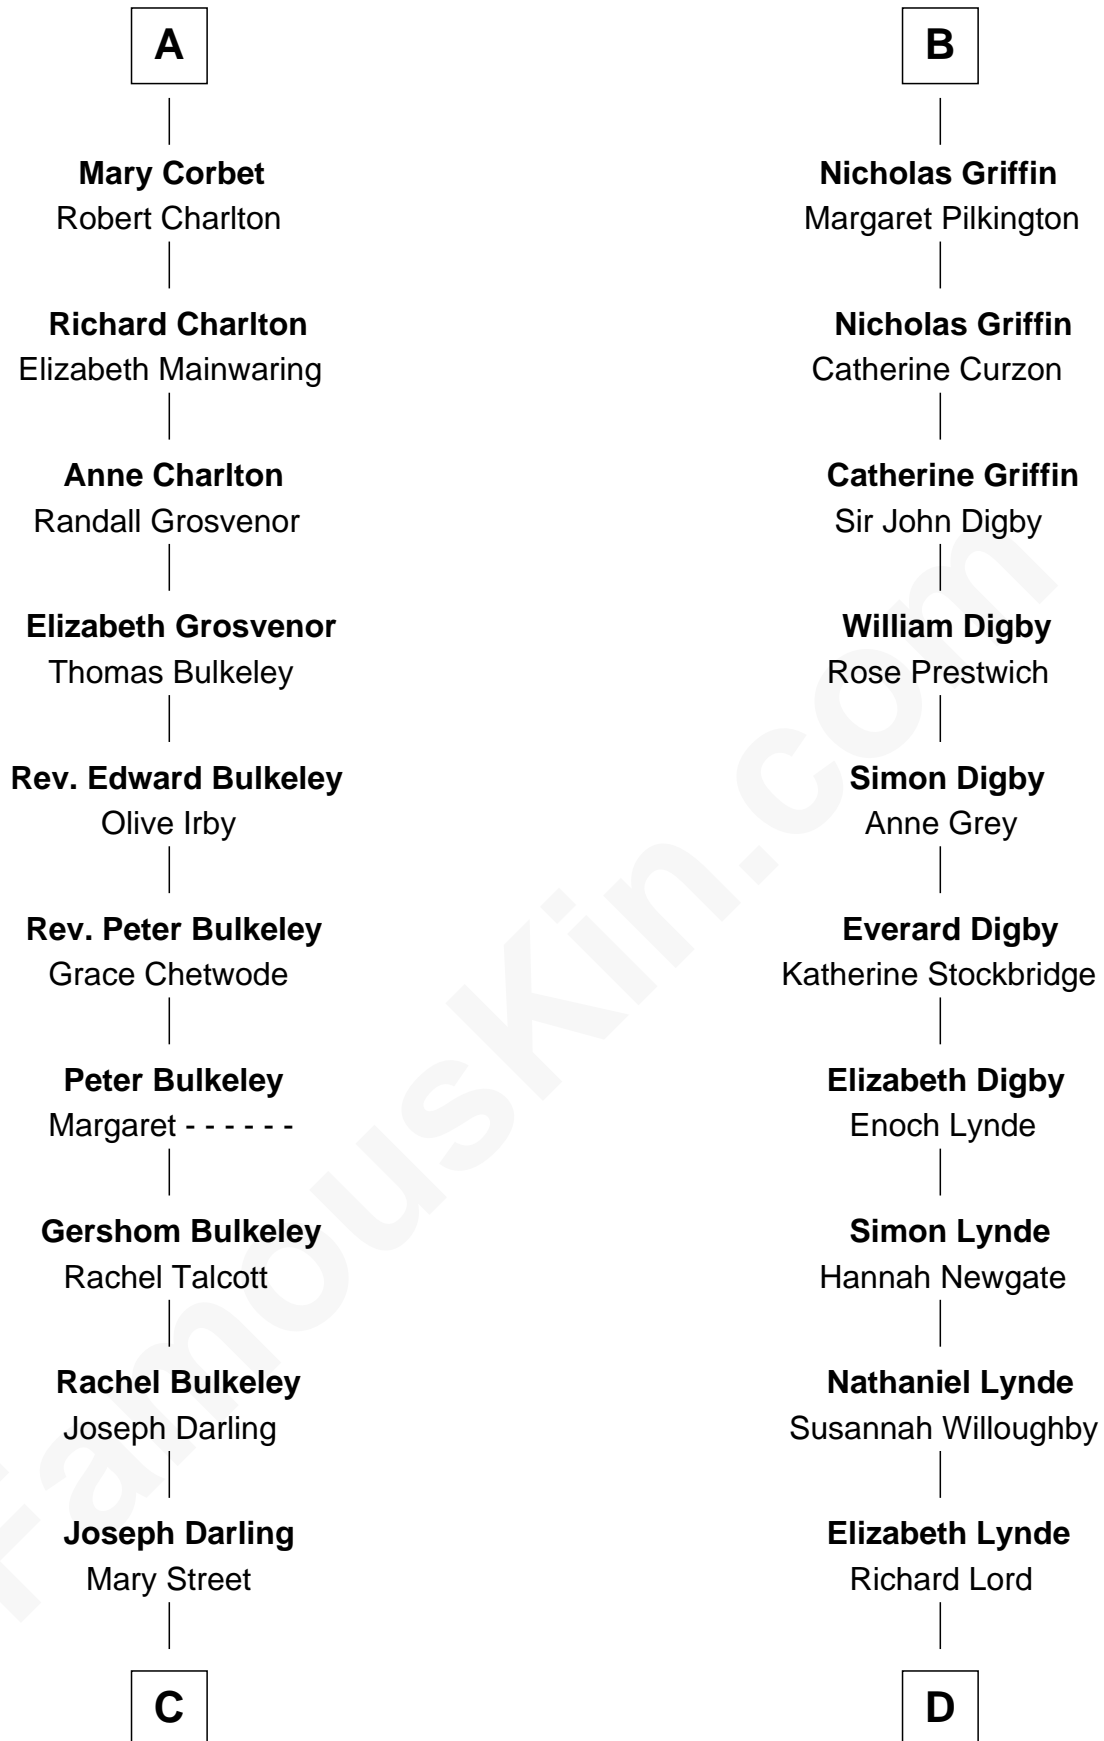 A
Mary Corbet
Robert Charlton
Richard Charlton
Elizabeth Mainwaring
Anne Charlton
Randall Grosvenor
Elizabeth Grosvenor
Thomas Bulkeley
Rev. Edward Bulkeley
Olive Irby
Rev. Peter Bulkeley
Grace Chetwode
Peter Bulkeley
Margaret - - - - - -
Gershom Bulkeley
Rachel Talcott
Rachel Bulkeley
Joseph Darling
Joseph Darling
Mary Street
C
B
Nicholas Griffin
Margaret Pilkington
Nicholas Griffin
Catherine Curzon
Catherine Griffin
Sir John Digby
William Digby
Rose Prestwich
Simon Digby
Anne Grey
Everard Digby
Katherine Stockbridge
Elizabeth Digby
Enoch Lynde
Simon Lynde
Hannah Newgate
Nathaniel Lynde
Susannah Willoughby
Elizabeth Lynde
Richard Lord
D
FamousKin.com